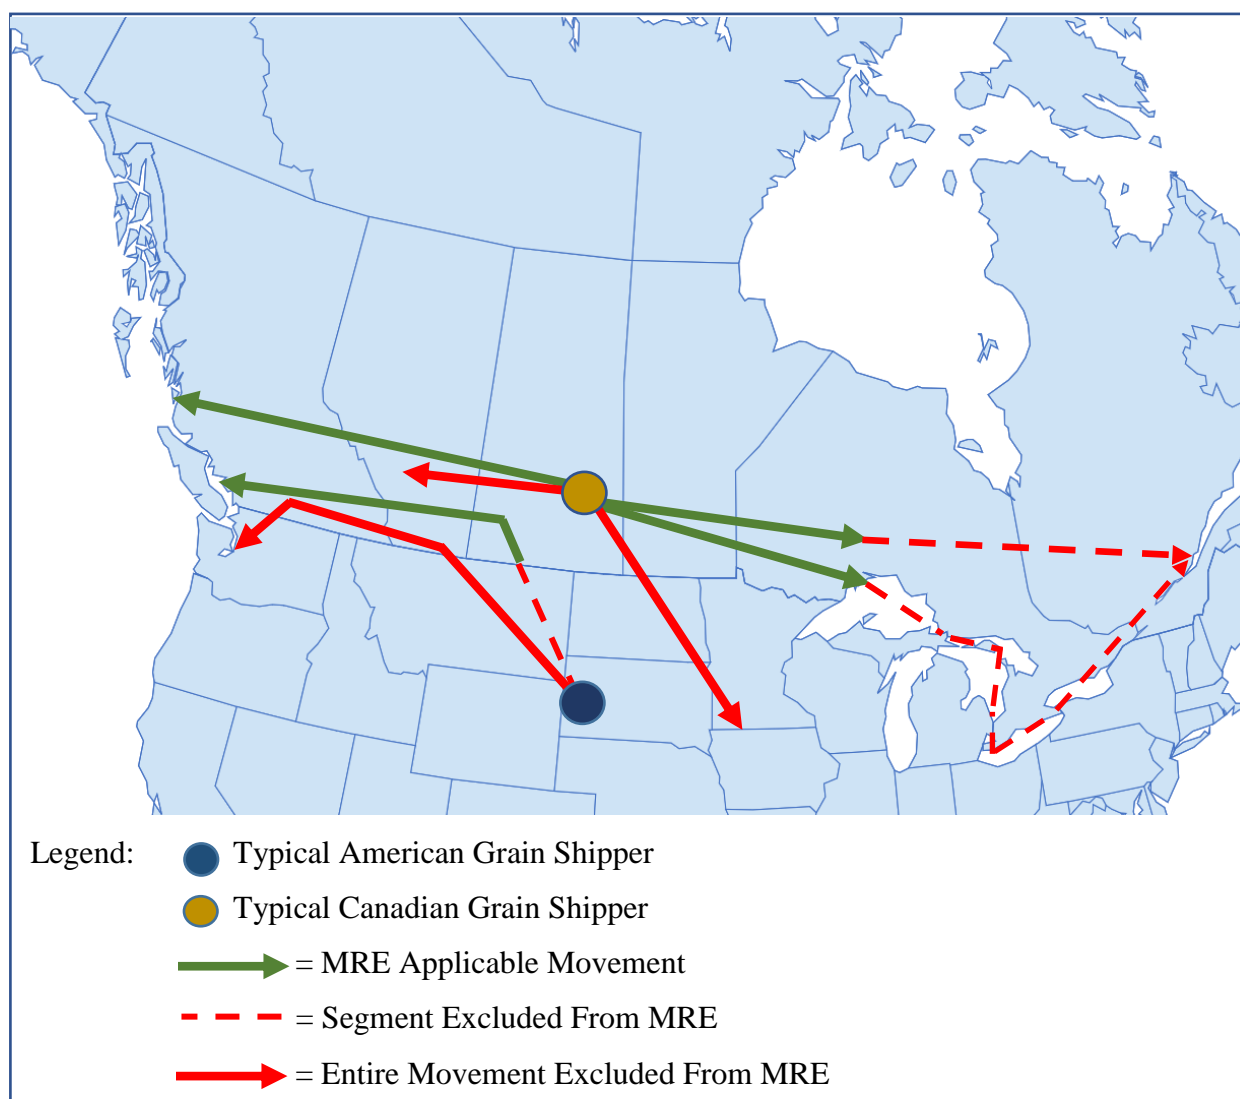 Legend:
Typical American Grain Shipper
Typical Canadian Grain Shipper
= MRE Applicable Movement
= Segment Excluded From MRE
= Entire Movement Excluded From MRE